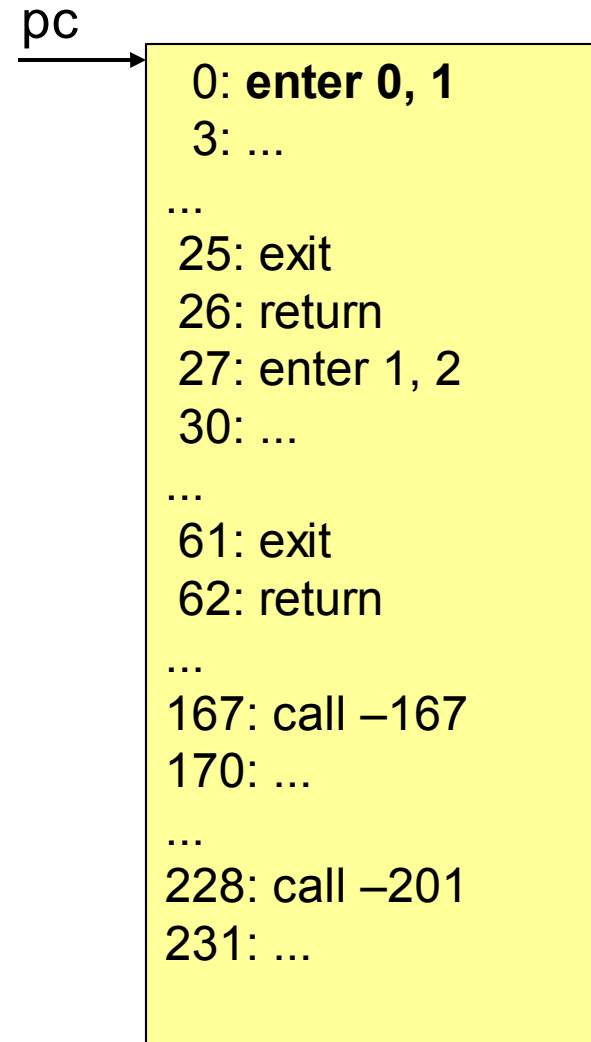 pc
0: enter 0, 1
3: ...
...
25: exit
26: return
27: enter 1, 2
30: ...
...
61: exit
62: return
...
167: call –167
170: ...
...
228: call –201
231: ...